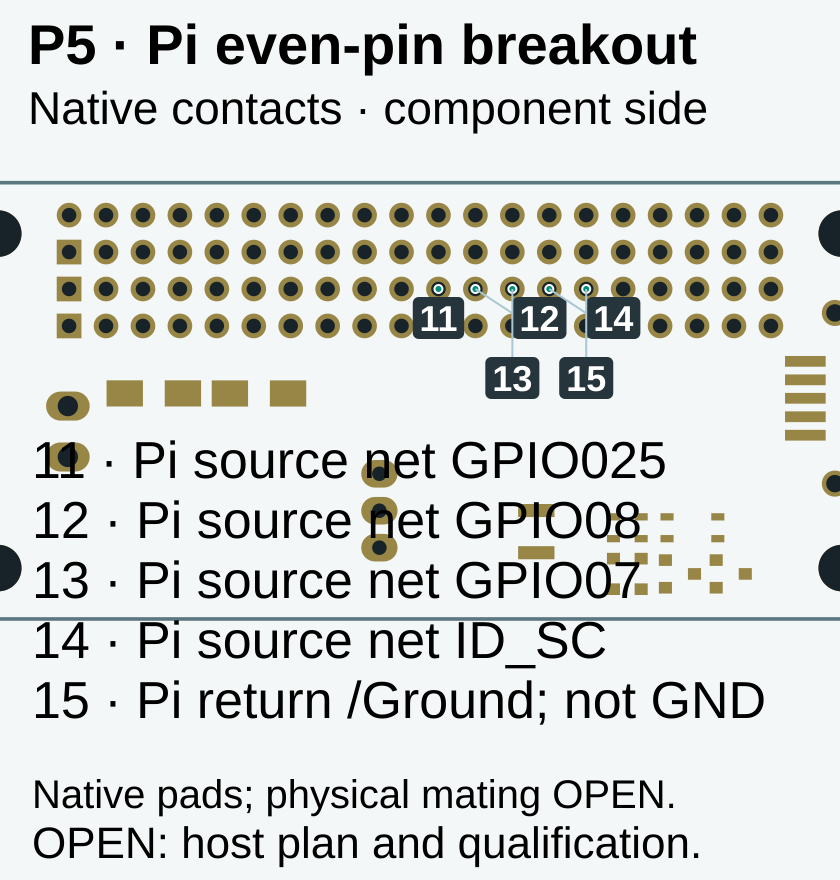 P5 · Pi even-pin breakout
Native contacts · component side
11 12 14
13 15
11 · Pi source net GPIO025
12 · Pi source net GPIO08
13 · Pi source net GPIO07
14 · Pi source net ID_SC
15 · Pi return /Ground; not GND
Native pads; physical mating OPEN.
OPEN: host plan and qualification.